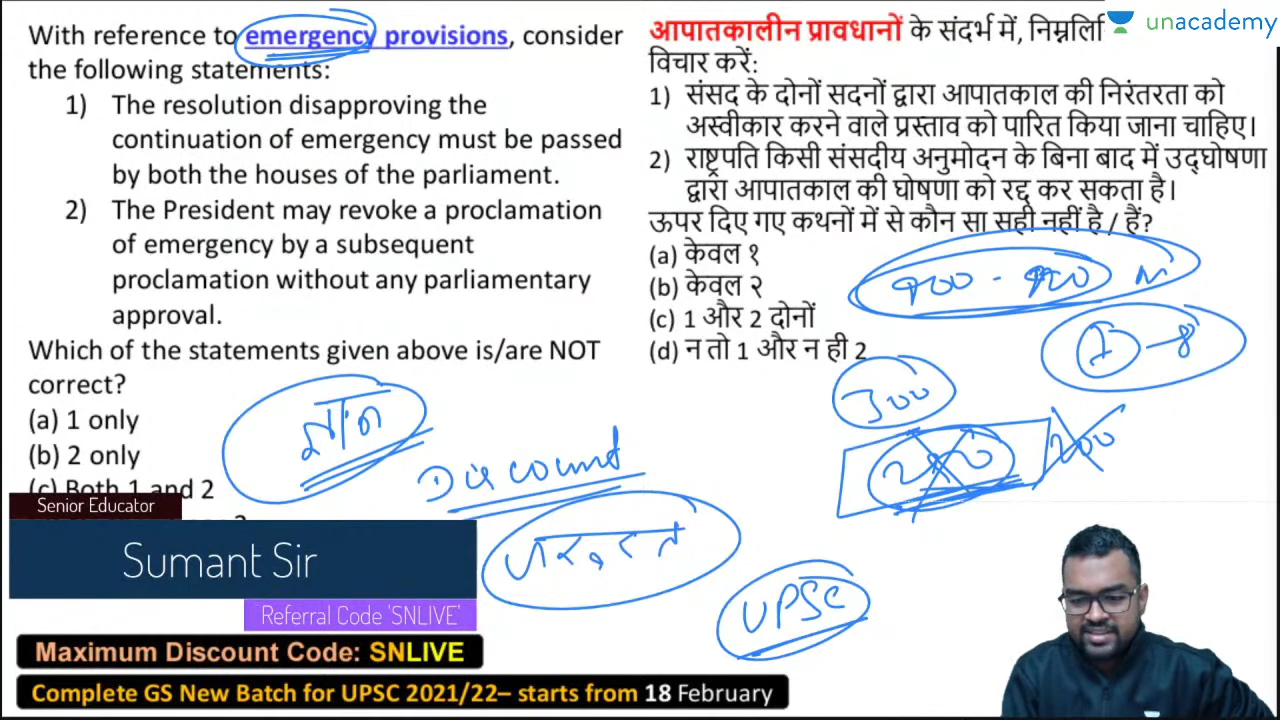 With reference to emergency provisions, consider
the following statements:
1) The resolution disapproving the
continuation of emergency must be passed
by both the houses of the parliament.
2) The President may revoke a proclamation
of emergency by a subsequent
proclamation without any parliamentary
approval.
Which of the statements given above is/are NOT
correct?
(a) 1 only
(b) 2 only
(c) Both 1 and 2
आपातकालीन प्रावधानों के संदर्भ में, निम्नलि
विचार करें:
1) संसद के दोनों सदनों द्वारा आपातकाल की निरंतरता को
अस्वीकार करने वाले प्रस्ताव को पारित किया जाना चाहिए।
2) राष्ट्रपति किसी संसदीय अनुमोदन के बिना बाद में उद्घोषणा
द्वारा आपातकाल की घोषणा को रद्द कर सकता है।
ऊपर दिए गए कथनों में से कौन सा सही नहीं है / हैं?
(a) केवल १
(b) केवल २
(c) 1 और 2 दोनों
(d) न तो 1 और न ही 2
unacademy
300
Discount
UPSC
Senior Educator
Sumant Sir
Referral Code 'SNLIVE'
Maximum Discount Code: SNLIVE
Complete GS New Batch for UPSC 2021/22– starts from 18 February